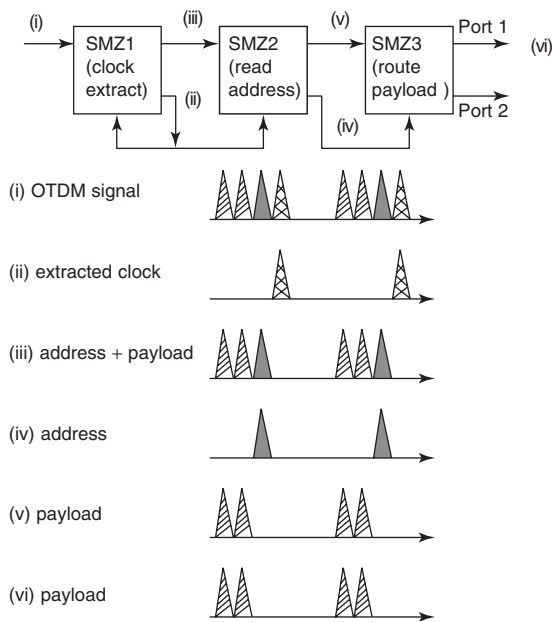 (i)
SMZ1
(clock
extract)
(iii)
(ii)
SMZ2
(read
address)
(v)
(iv)
SMZ3
(route
payload )
Port 1
Port 2
(vi)
(i) OTDM signal
(ii) extracted clock
(iii) address + payload
(iv) address
(v) payload
(vi) payload